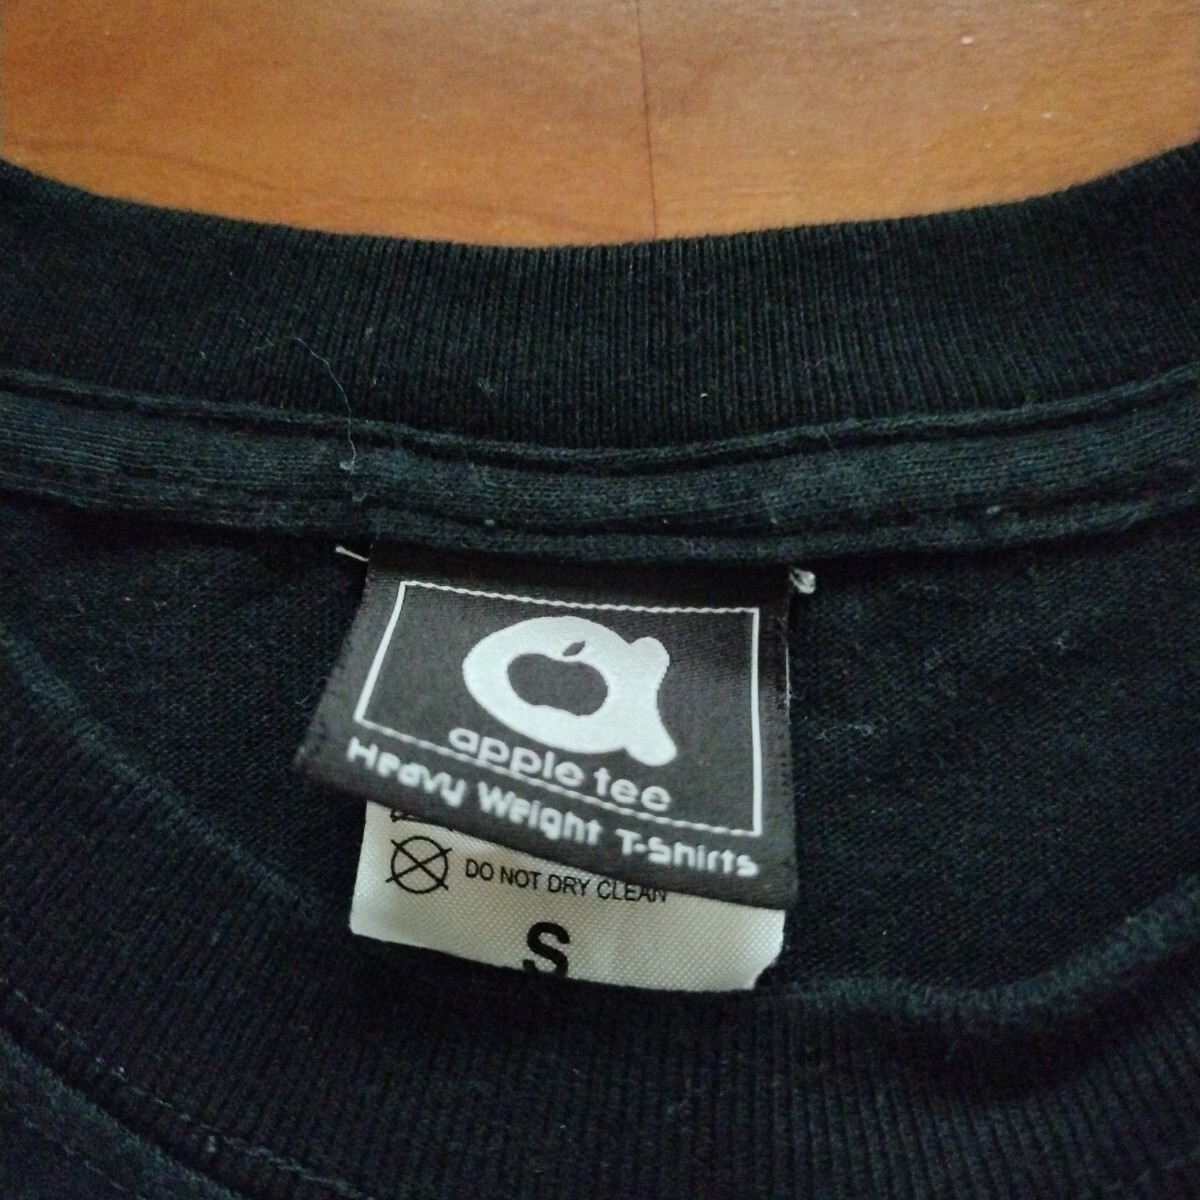 apple tee
Heavy Weight T-Shirts
DO NOT DRY CLEAN
S